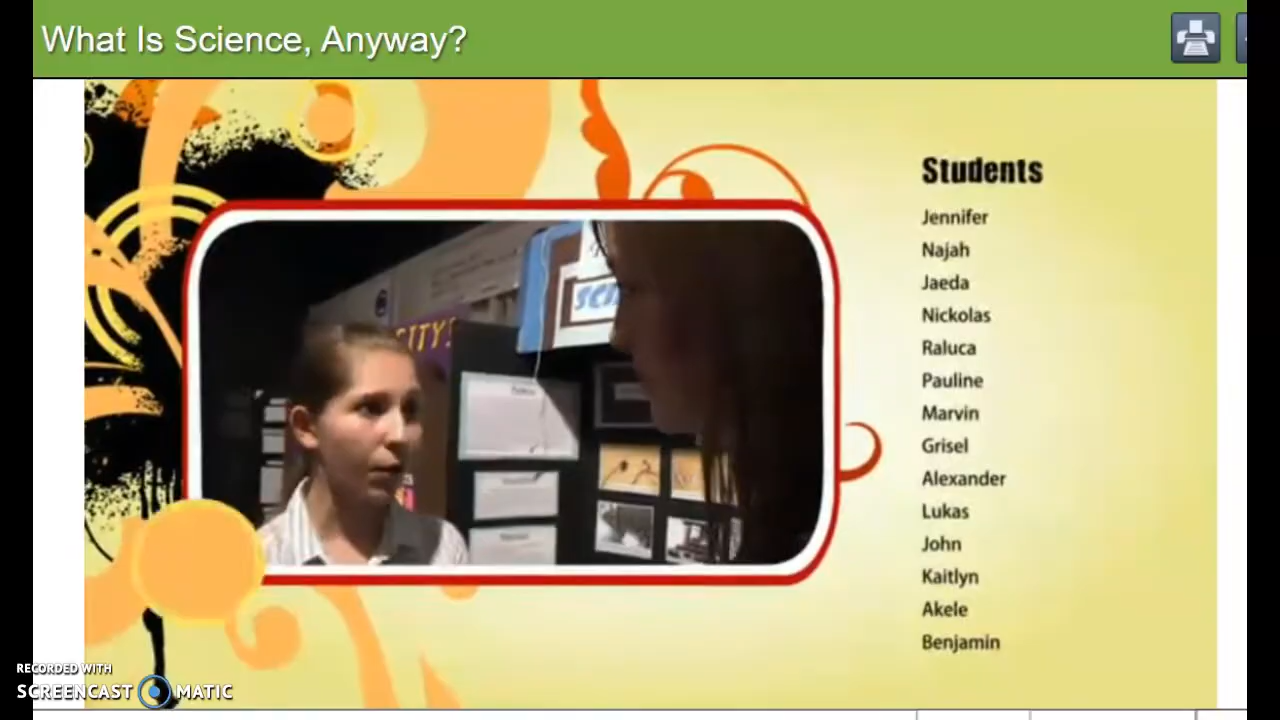 What Is Science, Anyway?
Students
Jennifer
Najah
Jaeda
Nickolas
Raluca
Pauline
Marvin
Grisel
Alexander
Lukas
John
Kaitlyn
Akele
Benjamin
CITY!
RECORDED WITH
SCREENCAST MATIC